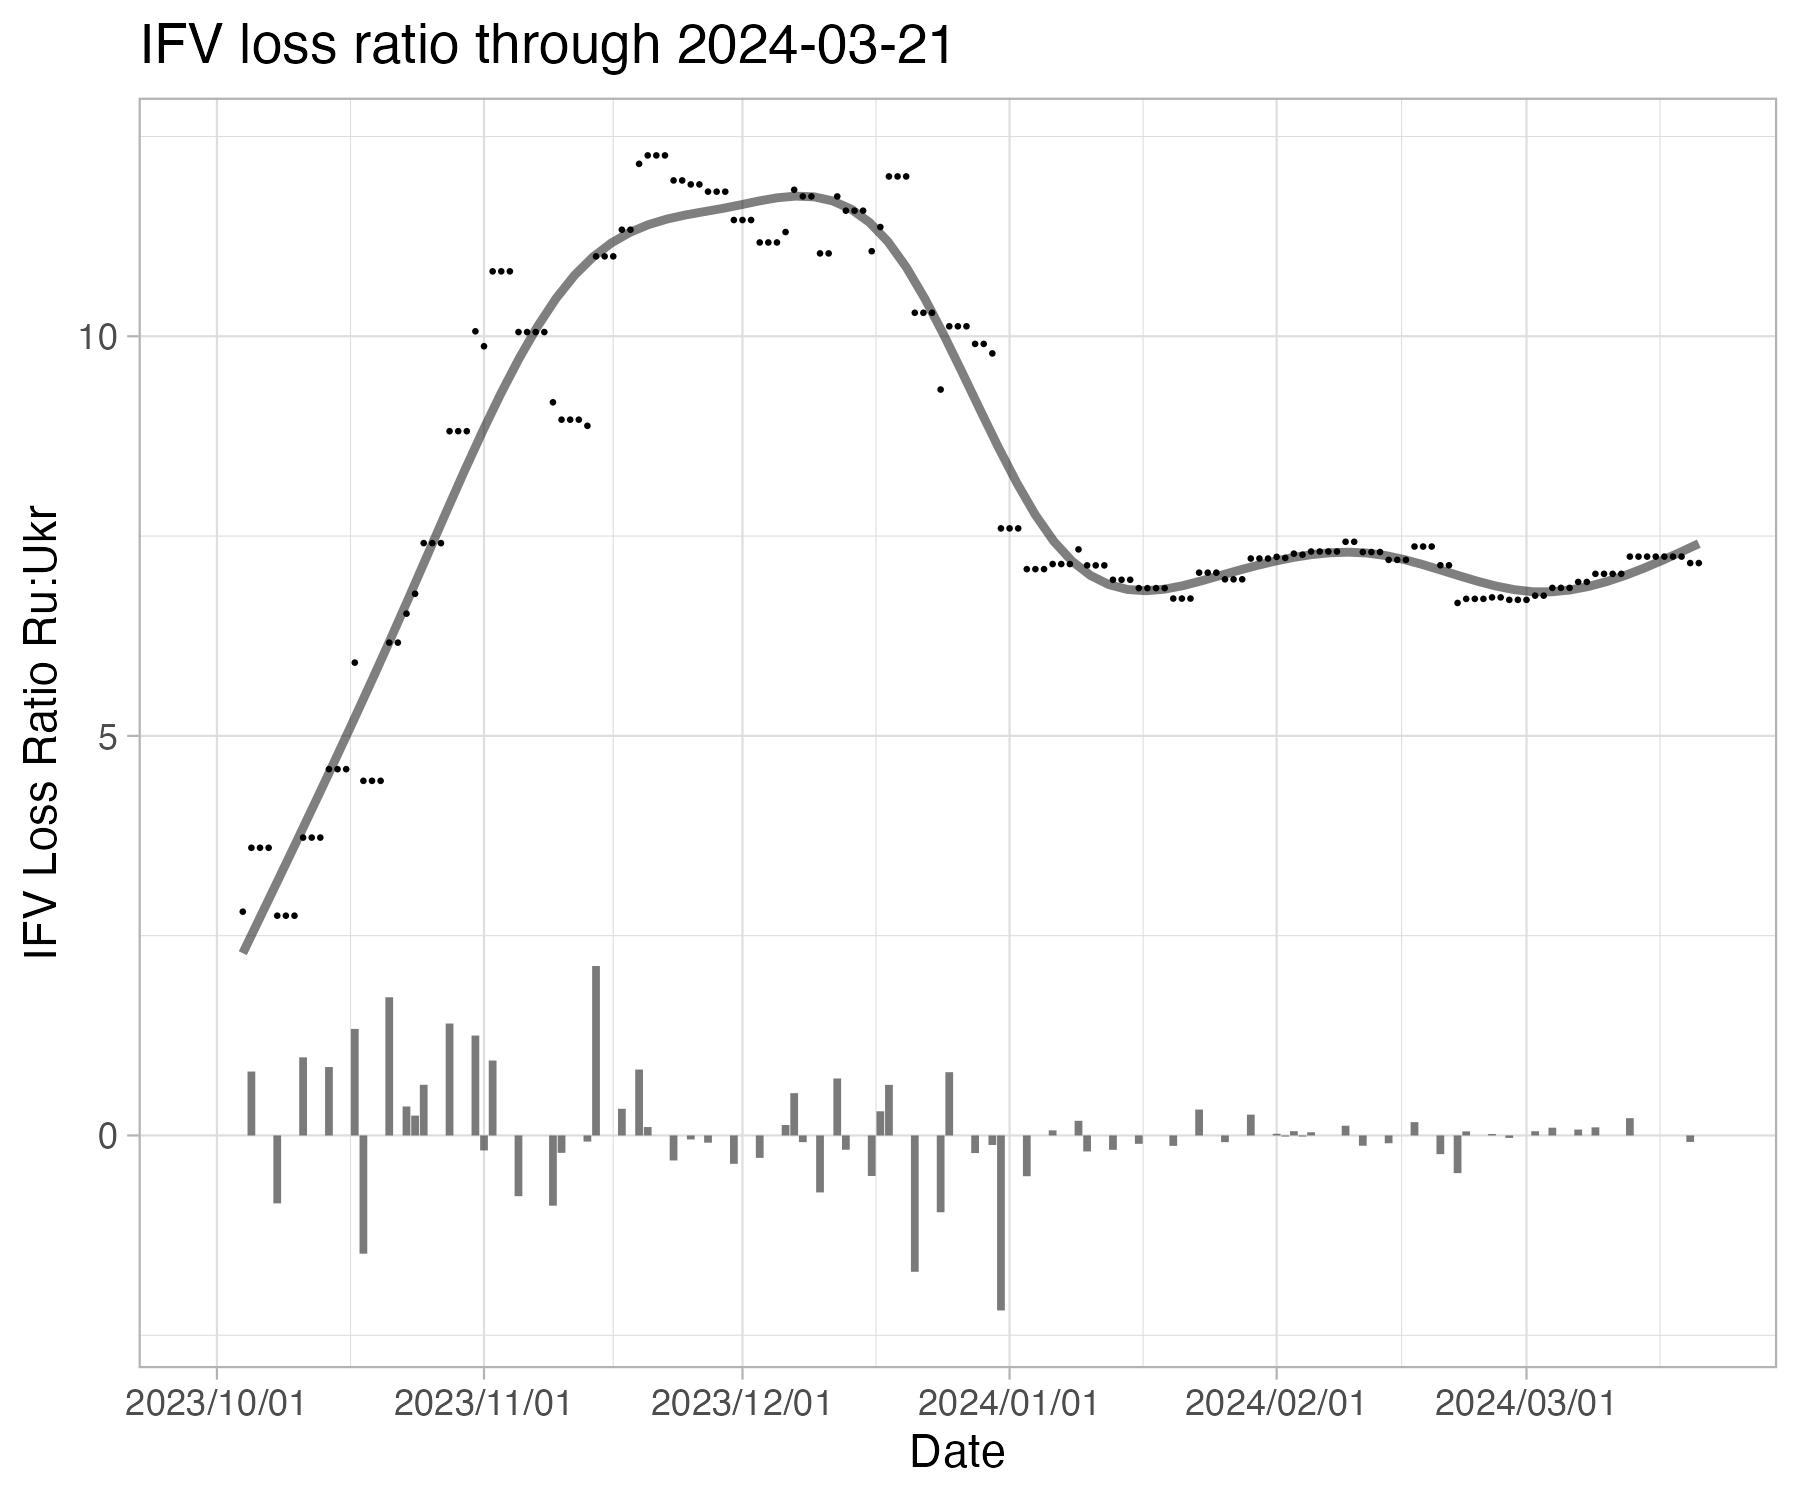 IFV loss ratio through 2024-03-21
IFV Loss Ratio Ru:Ukr
10
5
0
2023/10/01 2023/11/01 2023/12/01 2024/01/01 2024/02/01 2024/03/01
Date